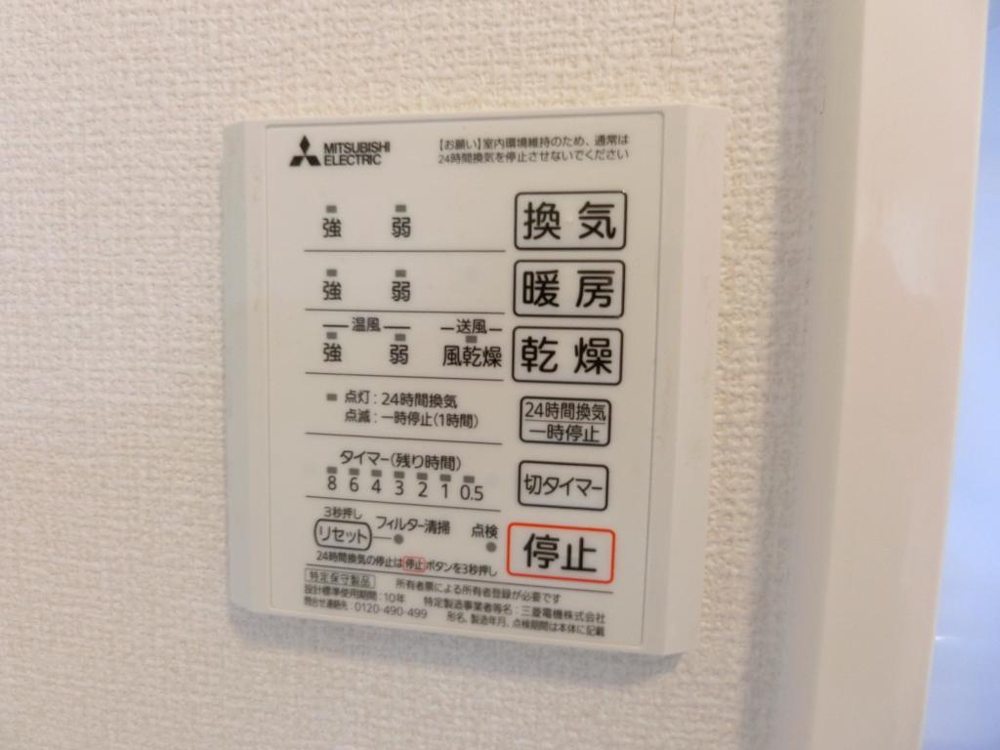 MITSUBISHI
ELECTRIC
【お願い】室内環境維持のため、通常は
24時間換気を停止させないでください
強 弱 換気
強 弱 暖房
温風 送風
強 弱 風乾燥 乾燥
点灯:24時間換気
点滅:一時停止(1時間)
24時間換気
一時停止
タイマー(残り時間)
8 6 4 3 2 1 0.5
切タイマー
3秒押し
リセット フィルター清掃 点検
停止
24時間換気の停止は停止ボタンを3秒押し
特定保守製品 所有者票による所有者登録が必要です
設計標準使用期間:10年 特定製造事業者等名:三菱電機株式会社
問合せ連絡先:0120-490-499 形名、製造年月、点検期間は本体に記載